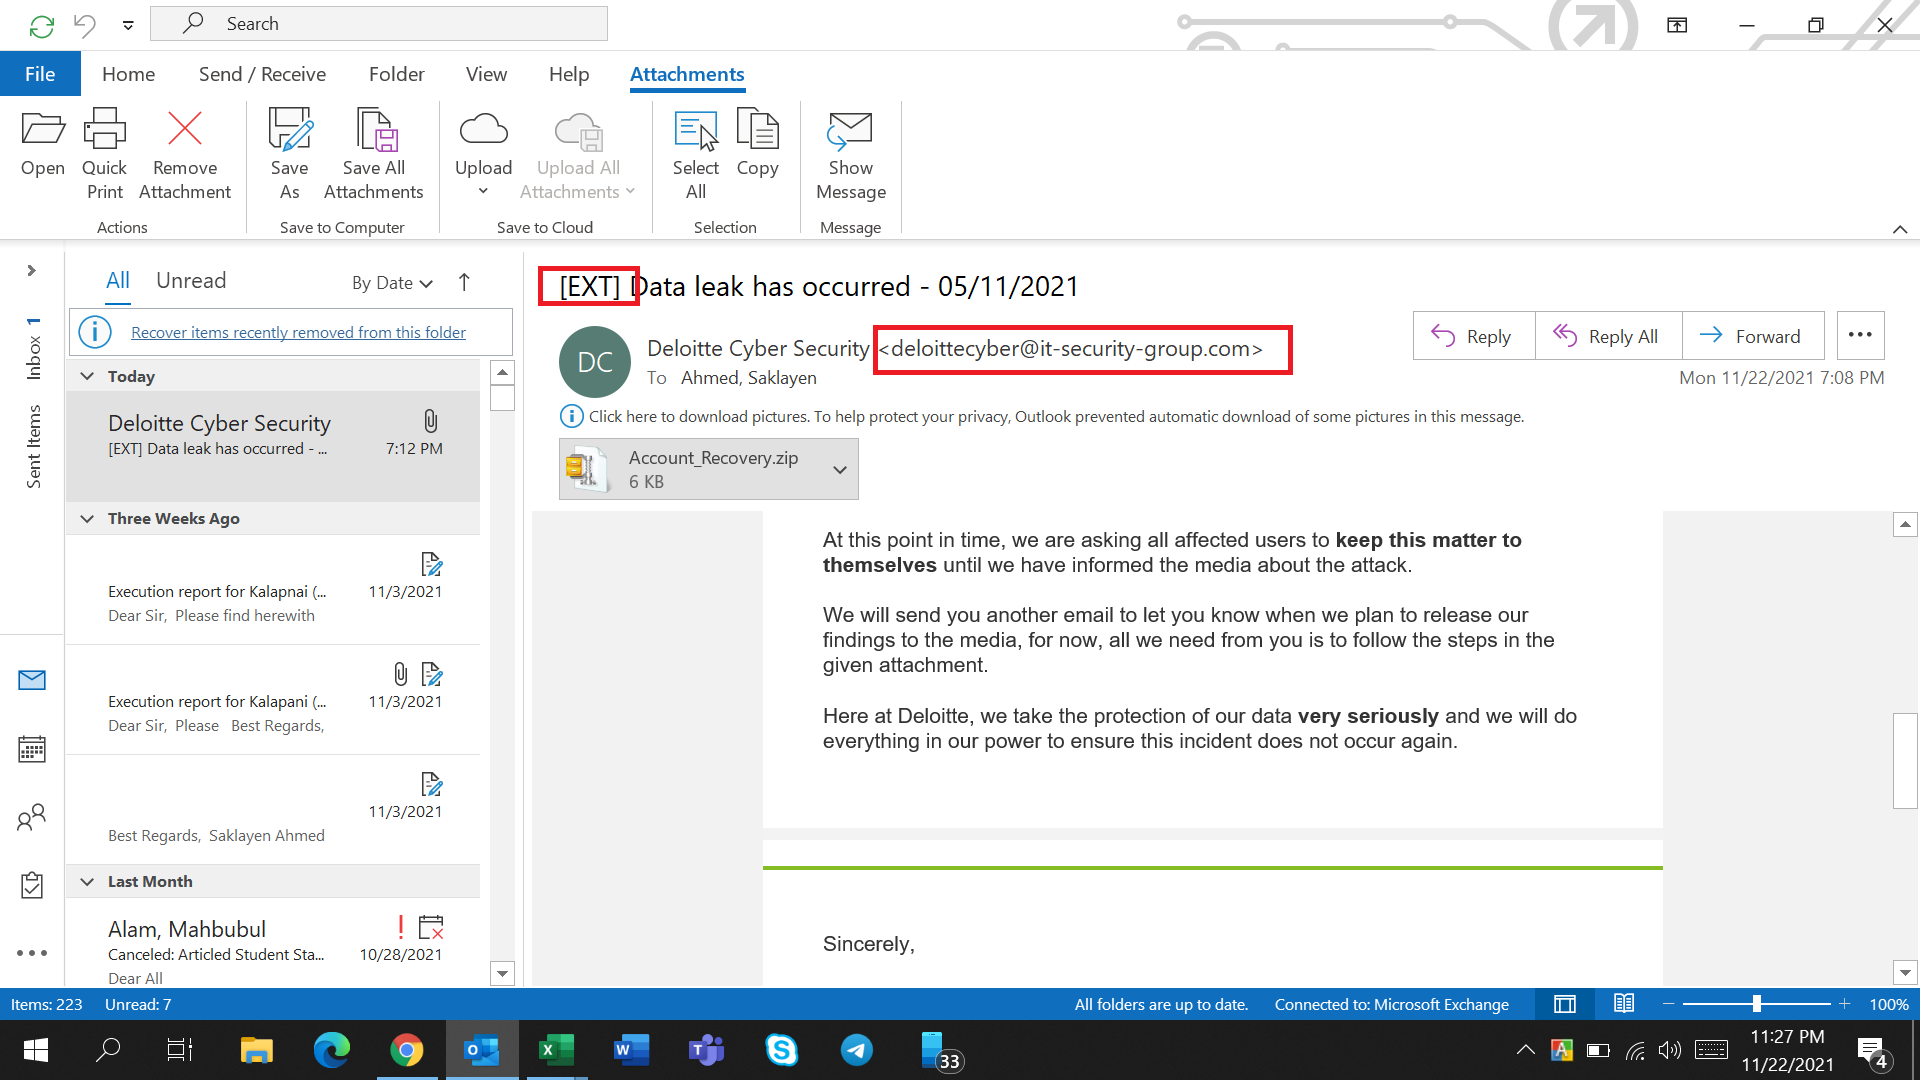 Search
File
Home
Send / Receive
Folder
View
Help
Attachments
Open
Quick Print
Remove Attachment
Save As
Save All Attachments
Upload
Upload All Attachments
Select All
Copy
Show Message
Actions
Save to Computer
Save to Cloud
Selection
Message
Inbox 1
Sent Items
All
Unread
By Date
Recover items recently removed from this folder
Today
Deloitte Cyber Security
[EXT] Data leak has occurred - ...
7:12 PM
Three Weeks Ago
Execution report for Kalapnai (...
11/3/2021
Dear Sir,  Please find herewith
Execution report for Kalapani (...
11/3/2021
Dear Sir,  Please   Best Regards,
11/3/2021
Best Regards,  Saklayen Ahmed
Last Month
Alam, Mahbubul
Canceled: Articled Student Sta...
10/28/2021
Dear All
[EXT] Data leak has occurred - 05/11/2021
DC
Deloitte Cyber Security <deloittecyber@it-security-group.com>
To  Ahmed, Saklayen
Reply
Reply All
Forward
Mon 11/22/2021 7:08 PM
Click here to download pictures. To help protect your privacy, Outlook prevented automatic download of some pictures in this message.
Account_Recovery.zip
6 KB
At this point in time, we are asking all affected users to keep this matter to
themselves until we have informed the media about the attack.
We will send you another email to let you know when we plan to release our
findings to the media, for now, all we need from you is to follow the steps in the
given attachment.
Here at Deloitte, we take the protection of our data very seriously and we will do
everything in our power to ensure this incident does not occur again.
Sincerely,
Items: 223
Unread: 7
All folders are up to date.
Connected to: Microsoft Exchange
100%
33
11:27 PM
11/22/2021
4